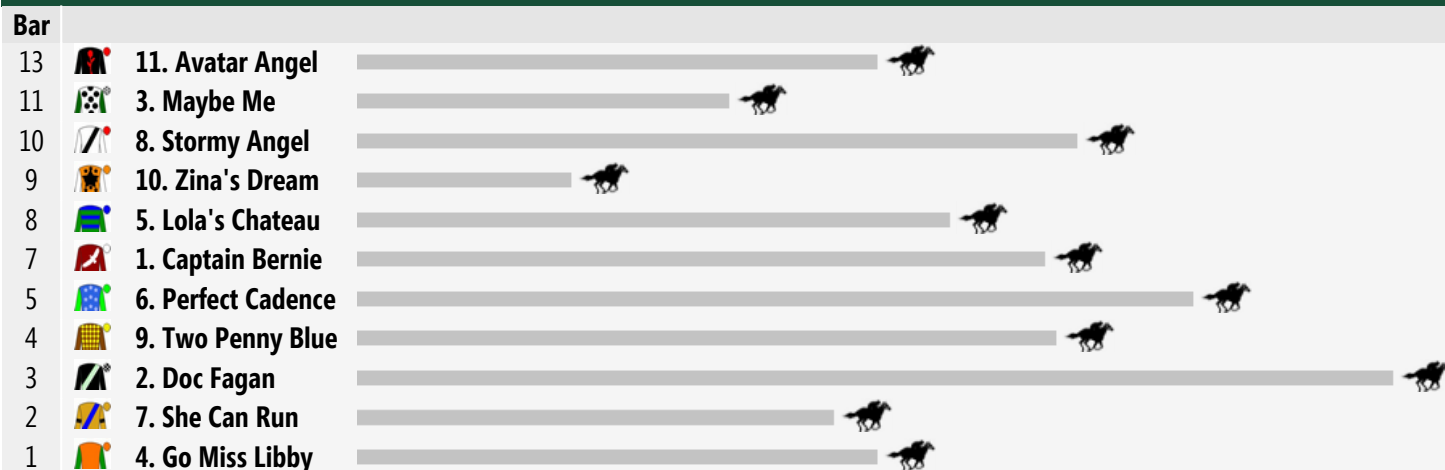 Bar
13 11. Avatar Angel
11 3. Maybe Me
10 8. Stormy Angel
9 10. Zina's Dream
8 5. Lola's Chateau
7 1. Captain Bernie
5 6. Perfect Cadence
4 9. Two Penny Blue
3 2. Doc Fagan
2 7. She Can Run
1 4. Go Miss Libby